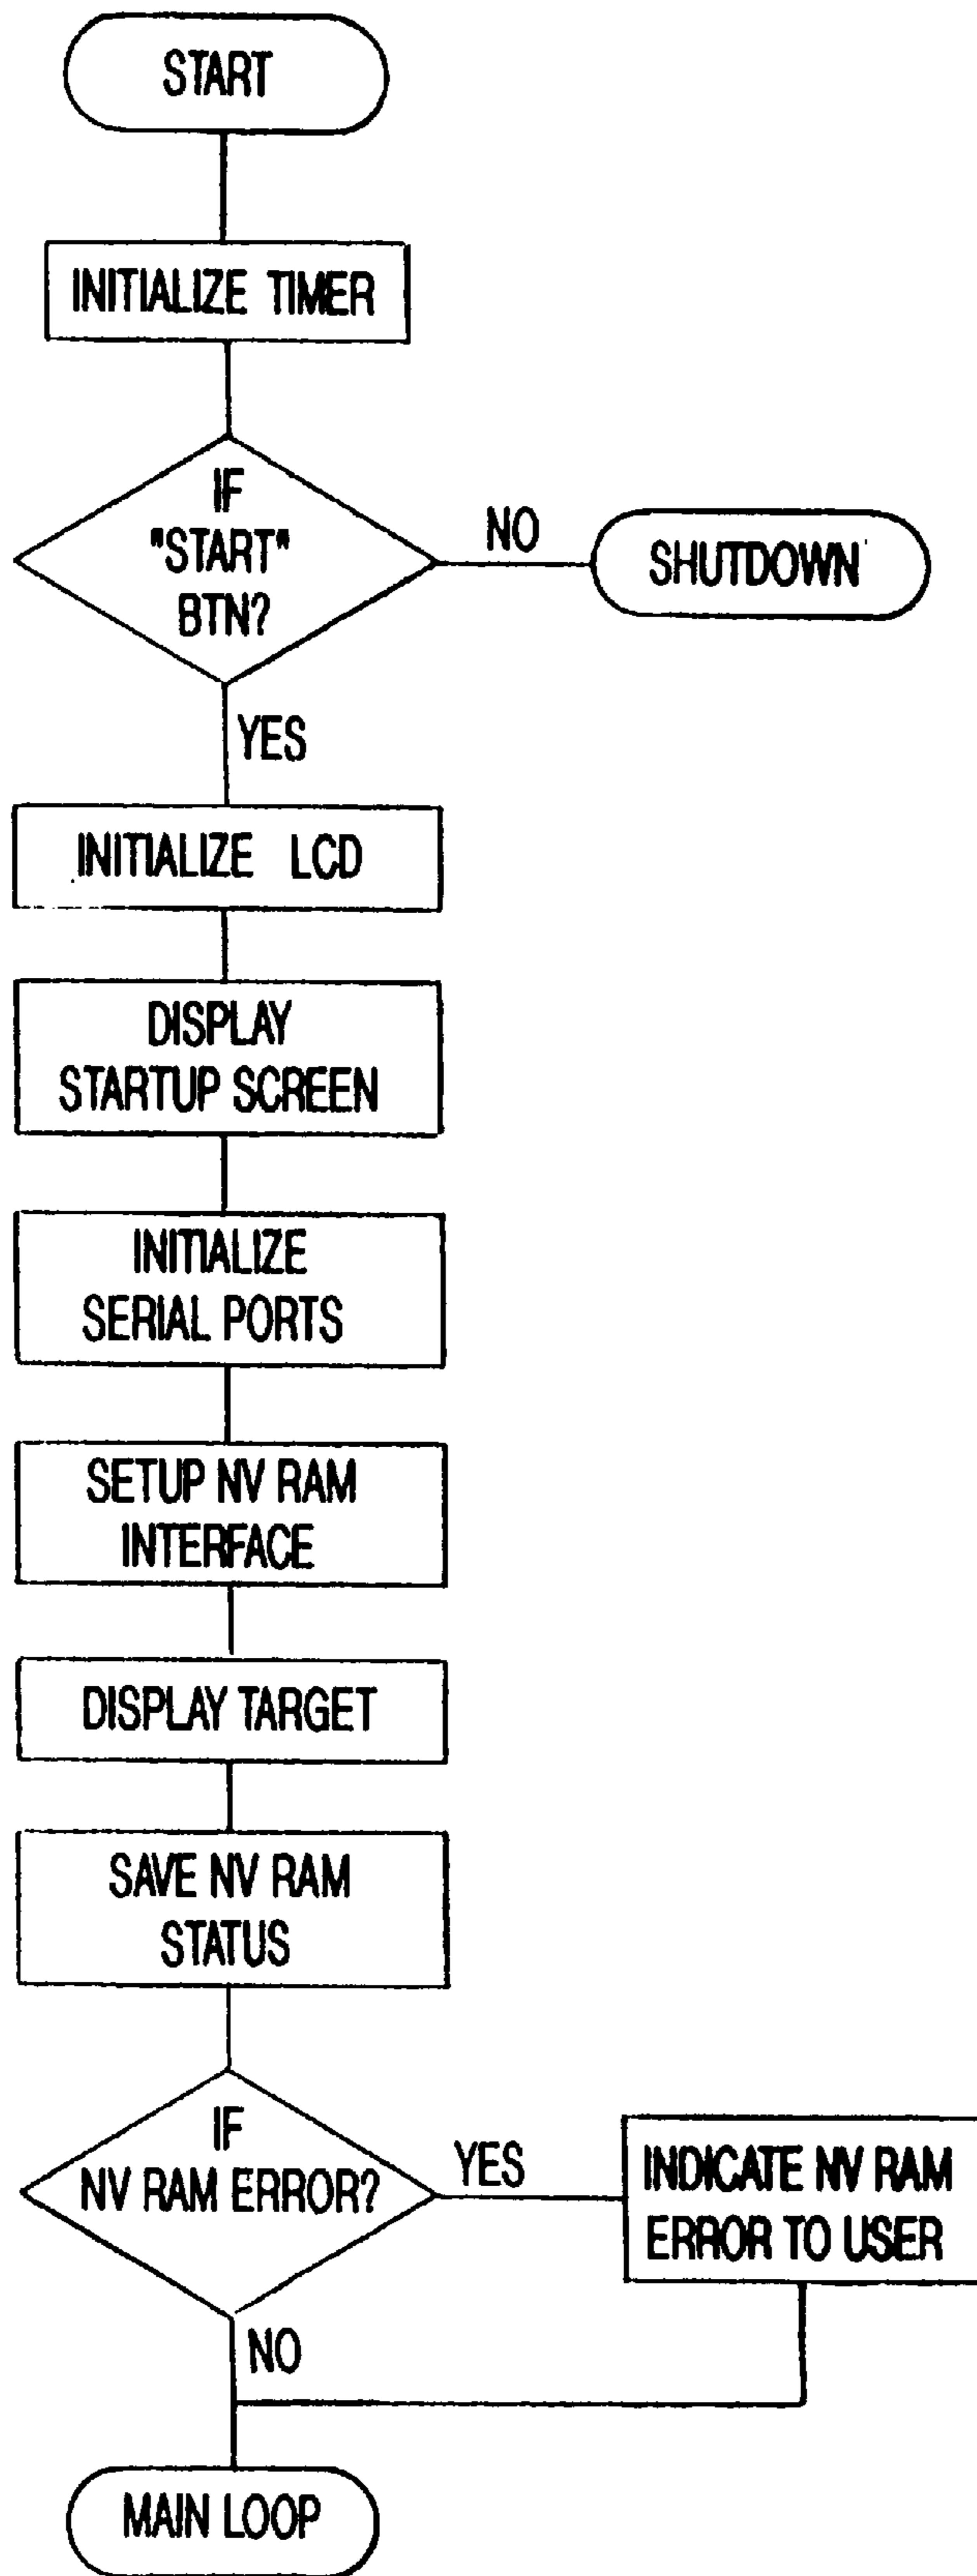 START
INITIALIZE TIMER
IF
"START"
BTN?
NO
SHUTDOWN
YES
INITIALIZE LCD
DISPLAY
STARTUP SCREEN
INITIALIZE
SERIAL PORTS
SETUP NV RAM
INTERFACE
DISPLAY TARGET
SAVE NV RAM
STATUS
IF
NV RAM ERROR?
YES
INDICATE NV RAM
ERROR TO USER
NO
MAIN LOOP